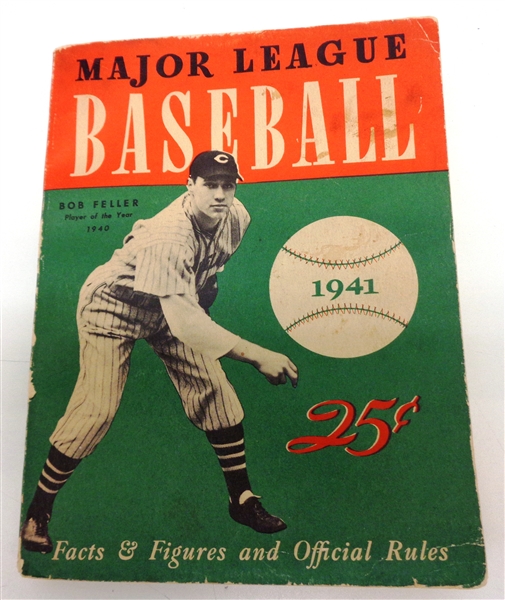 MAJOR LEAGUE
BASEBALL
BOB FELLER
Player of the Year
1940
C
1941
25¢
Facts & Figures and Official Rules